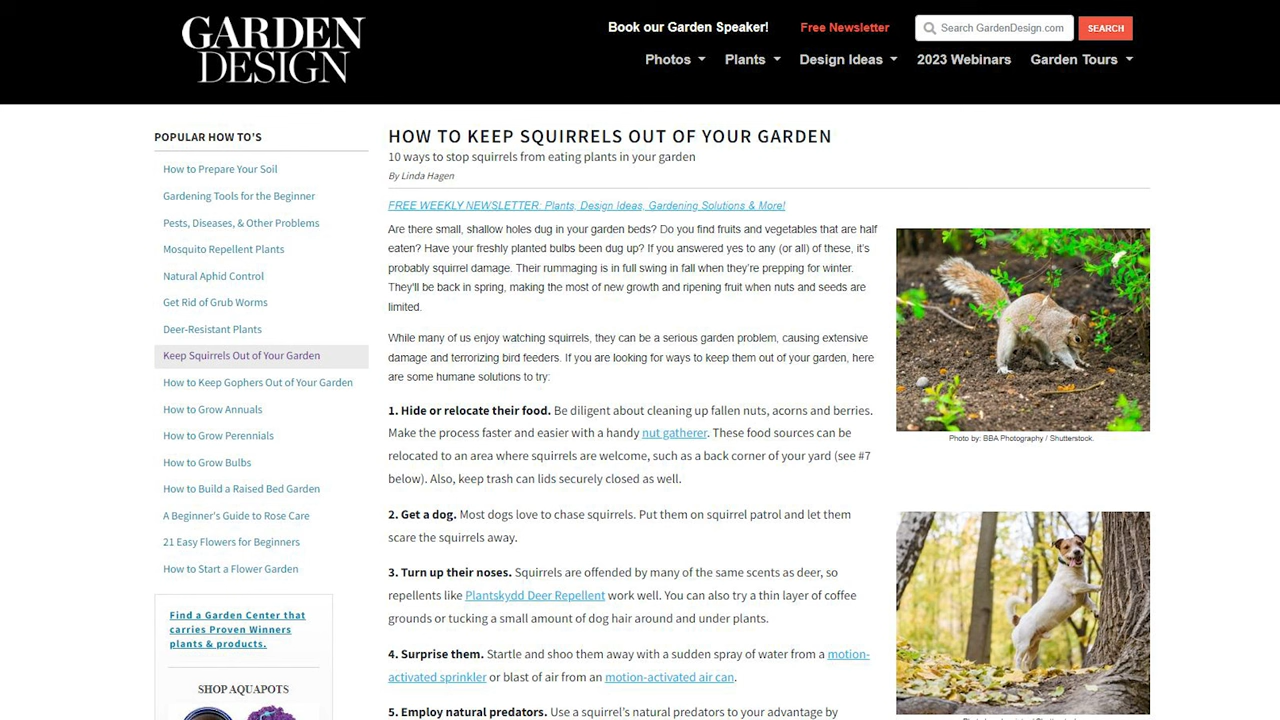 GARDEN
DESIGN
Book our Garden Speaker!
Free Newsletter
Search GardenDesign.com
SEARCH
Photos
Plants
Design Ideas
2023 Webinars
Garden Tours
POPULAR HOW TO'S
How to Prepare Your Soil
Gardening Tools for the Beginner
Pests, Diseases, & Other Problems
Mosquito Repellent Plants
Natural Aphid Control
Get Rid of Grub Worms
Deer-Resistant Plants
Keep Squirrels Out of Your Garden
How to Keep Gophers Out of Your Garden
How to Grow Annuals
How to Grow Perennials
How to Grow Bulbs
How to Build a Raised Bed Garden
A Beginner's Guide to Rose Care
21 Easy Flowers for Beginners
How to Start a Flower Garden
Find a Garden Center that
carries Proven Winners
plants & products.
SHOP AQUAPOTS
HOW TO KEEP SQUIRRELS OUT OF YOUR GARDEN
10 ways to stop squirrels from eating plants in your garden
By Linda Hagen
FREE WEEKLY NEWSLETTER: Plants, Design Ideas, Gardening Solutions & More!
Are there small, shallow holes dug in your garden beds? Do you find fruits and vegetables that are half
eaten? Have your freshly planted bulbs been dug up? If you answered yes to any (or all) of these, it's
probably squirrel damage. Their rummaging is in full swing in fall when they're prepping for winter.
They'll be back in spring, making the most of new growth and ripening fruit when nuts and seeds are
limited.
While many of us enjoy watching squirrels, they can be a serious garden problem, causing extensive
damage and terrorizing bird feeders. If you are looking for ways to keep them out of your garden, here
are some humane solutions to try:
1. Hide or relocate their food. Be diligent about cleaning up fallen nuts, acorns and berries.
Make the process faster and easier with a handy nut gatherer. These food sources can be
relocated to an area where squirrels are welcome, such as a back corner of your yard (see #7
below). Also, keep trash can lids securely closed as well.
2. Get a dog. Most dogs love to chase squirrels. Put them on squirrel patrol and let them
scare the squirrels away.
3. Turn up their noses. Squirrels are offended by many of the same scents as deer, so
repellents like Plantskydd Deer Repellent work well. You can also try a thin layer of coffee
grounds or tucking a small amount of dog hair around and under plants.
4. Surprise them. Startle and shoo them away with a sudden spray of water from a motion-
activated sprinkler or blast of air from an motion-activated air can.
5. Employ natural predators. Use a squirrel's natural predators to your advantage by
Photo by: BBA Photography / Shutterstock.